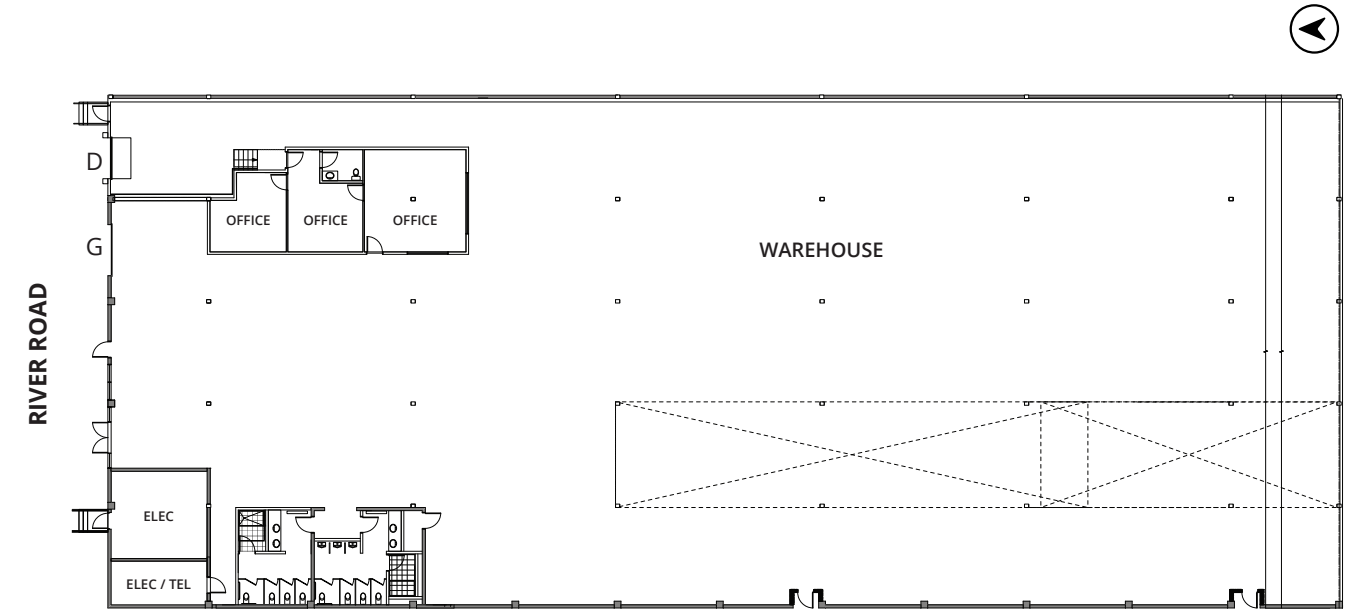 D
OFFICE
OFFICE
OFFICE
G
WAREHOUSE
RIVER ROAD
ELEC
ELEC / TEL